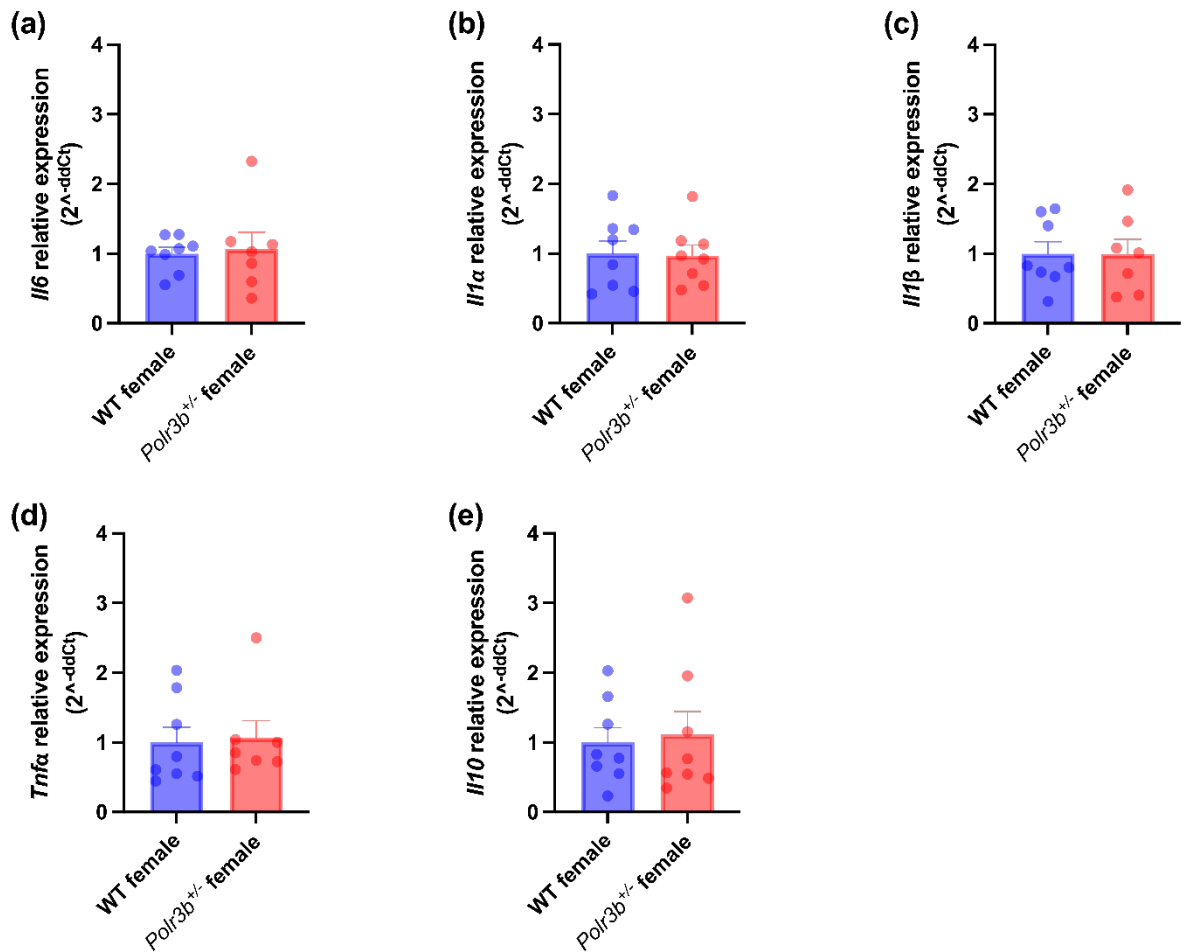 (a)
Il6 relative expression
(2^-ddCt)
4
3
2
1
0
WT female
Polr3b+/- female
(b)
Il1α relative expression
(2^-ddCt)
4
3
2
1
0
WT female
Polr3b+/- female
(c)
Il1β relative expression
(2^-ddCt)
4
3
2
1
0
WT female
Polr3b+/- female
(d)
Tnfα relative expression
(2^-ddCt)
4
3
2
1
0
WT female
Polr3b+/- female
(e)
Il10 relative expression
(2^-ddCt)
4
3
2
1
0
WT female
Polr3b+/- female